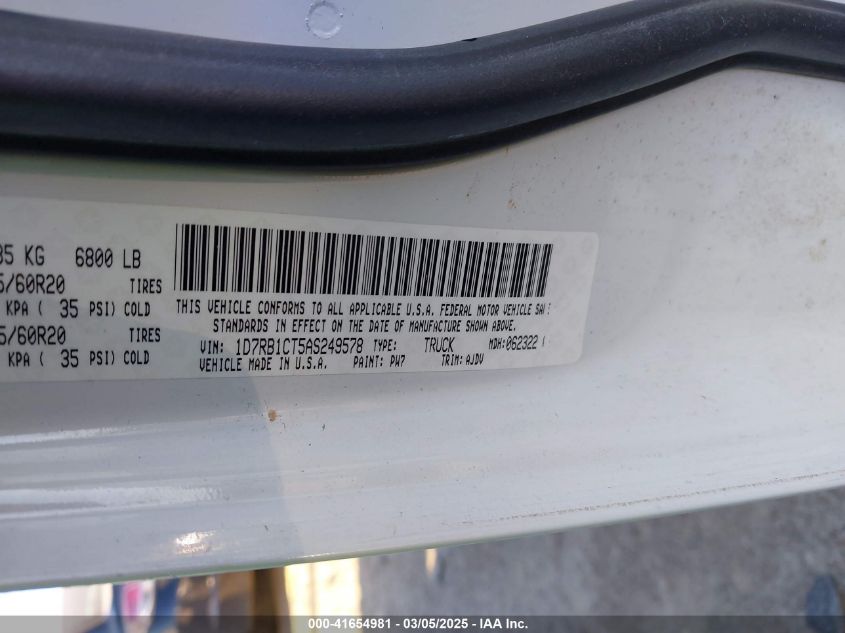 85 KG 6800 LB
5/60R20 TIRES
KPA ( 35 PSI) COLD
5/60R20 TIRES
KPA ( 35 PSI) COLD
THIS VEHICLE CONFORMS TO ALL APPLICABLE U.S.A. FEDERAL MOTOR VEHICLE
STANDARDS IN EFFECT ON THE DATE OF MANUFACTURE SHOWN ABOVE.
VIN: 1D7RB1CT5AS249578 TYPE: TRUCK MDH: 062322
VEHICLE MADE IN U.S.A. PAINT: PW7 TRIM: AJDV
000-41654981 - 03/05/2025 - IAA Inc.